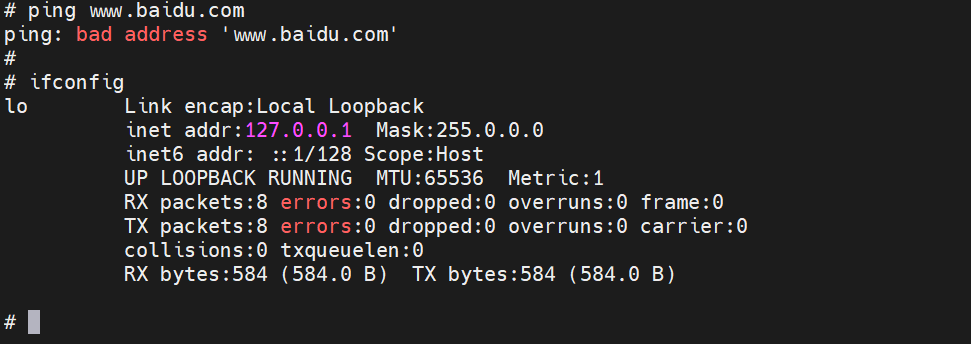 # ping www.baidu.com
ping: bad address 'www.baidu.com'
#
# ifconfig
lo        Link encap:Local Loopback
          inet addr:127.0.0.1  Mask:255.0.0.0
          inet6 addr: ::1/128 Scope:Host
          UP LOOPBACK RUNNING  MTU:65536  Metric:1
          RX packets:8 errors:0 dropped:0 overruns:0 frame:0
          TX packets:8 errors:0 dropped:0 overruns:0 carrier:0
          collisions:0 txqueuelen:0
          RX bytes:584 (584.0 B)  TX bytes:584 (584.0 B)
#